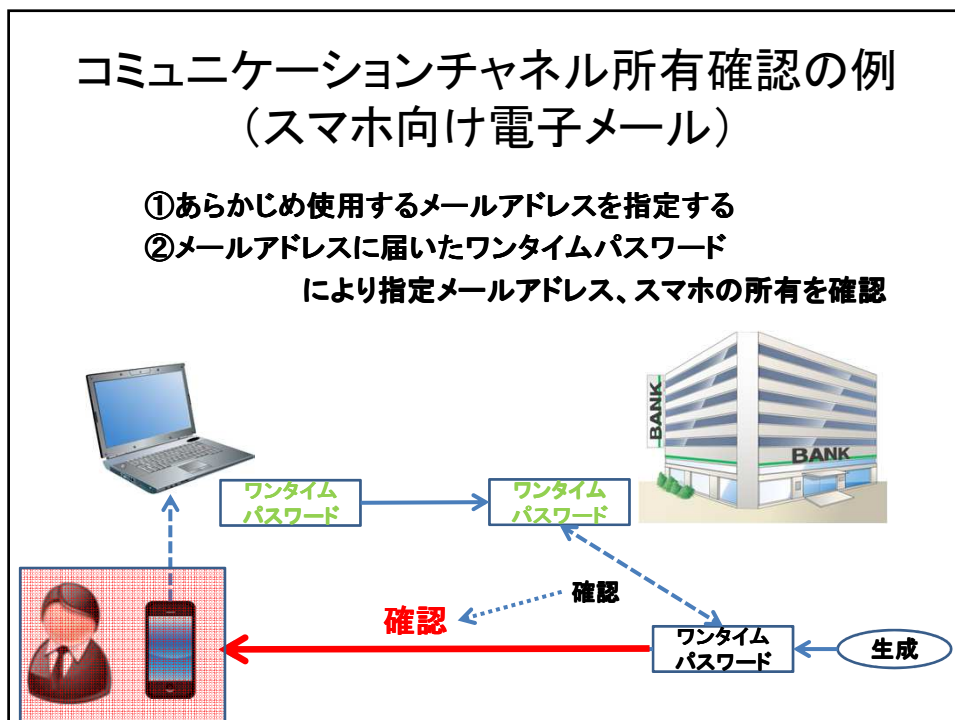 コミュニケーションチャネル所有確認の例
（スマホ向け電子メール）
①あらかじめ使用するメールアドレスを指定する
②メールアドレスに届いたワンタイムパスワード
により指定メールアドレス、スマホの所有を確認
BANK
BANK
ワンタイム
パスワード
ワンタイム
パスワード
確認
確認
ワンタイム
パスワード
生成